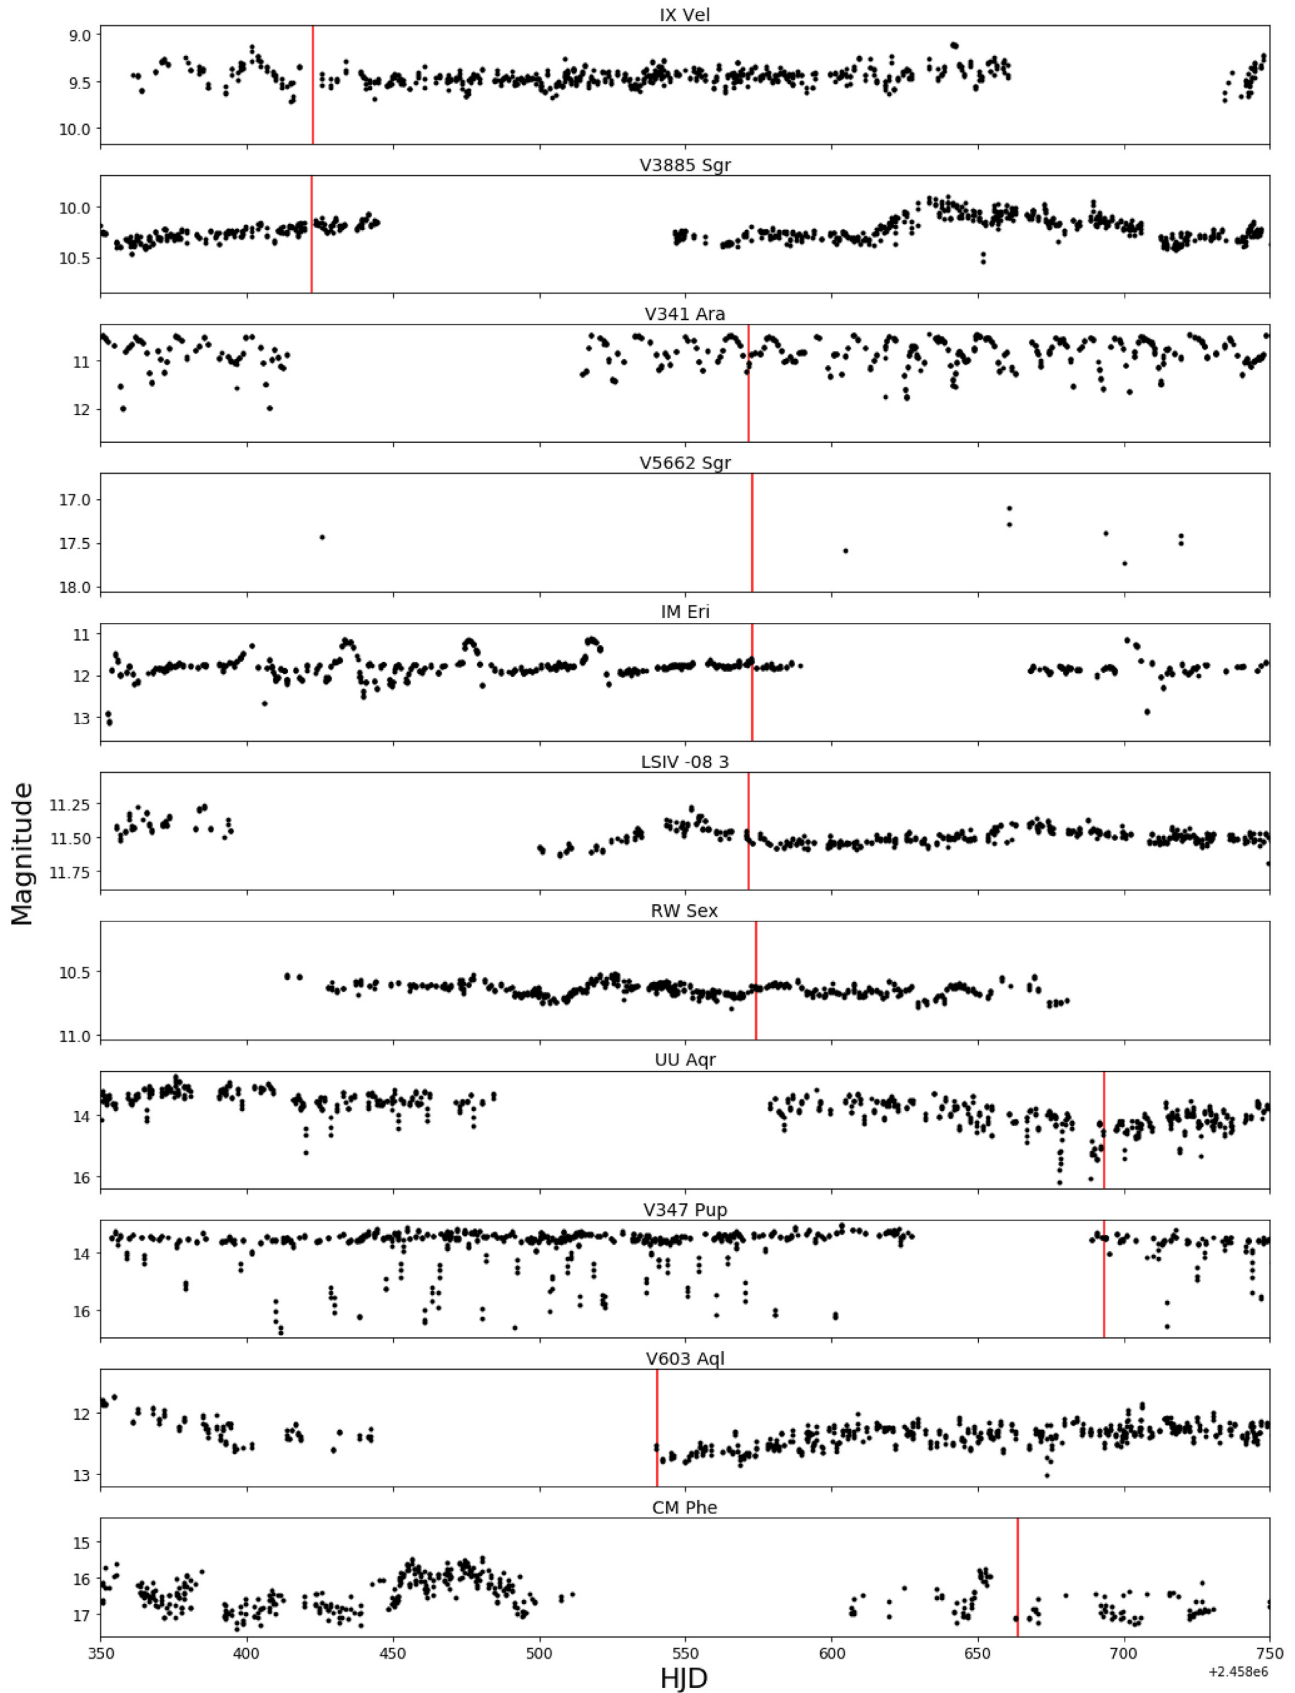 IX Vel
9.0
9.5
10.0
V3885 Sgr
10.0
10.5
V341 Ara
11
12
V5662 Sgr
17.0
17.5
18.0
IM Eri
11
12
13
LSIV -08 3
11.25
11.50
11.75
Magnitude
RW Sex
10.5
11.0
UU Aqr
14
16
V347 Pup
14
16
V603 Aql
12
13
CM Phe
15
16
17
350 400 450 500 550 600 650 700 750
HJD
+2.458e6